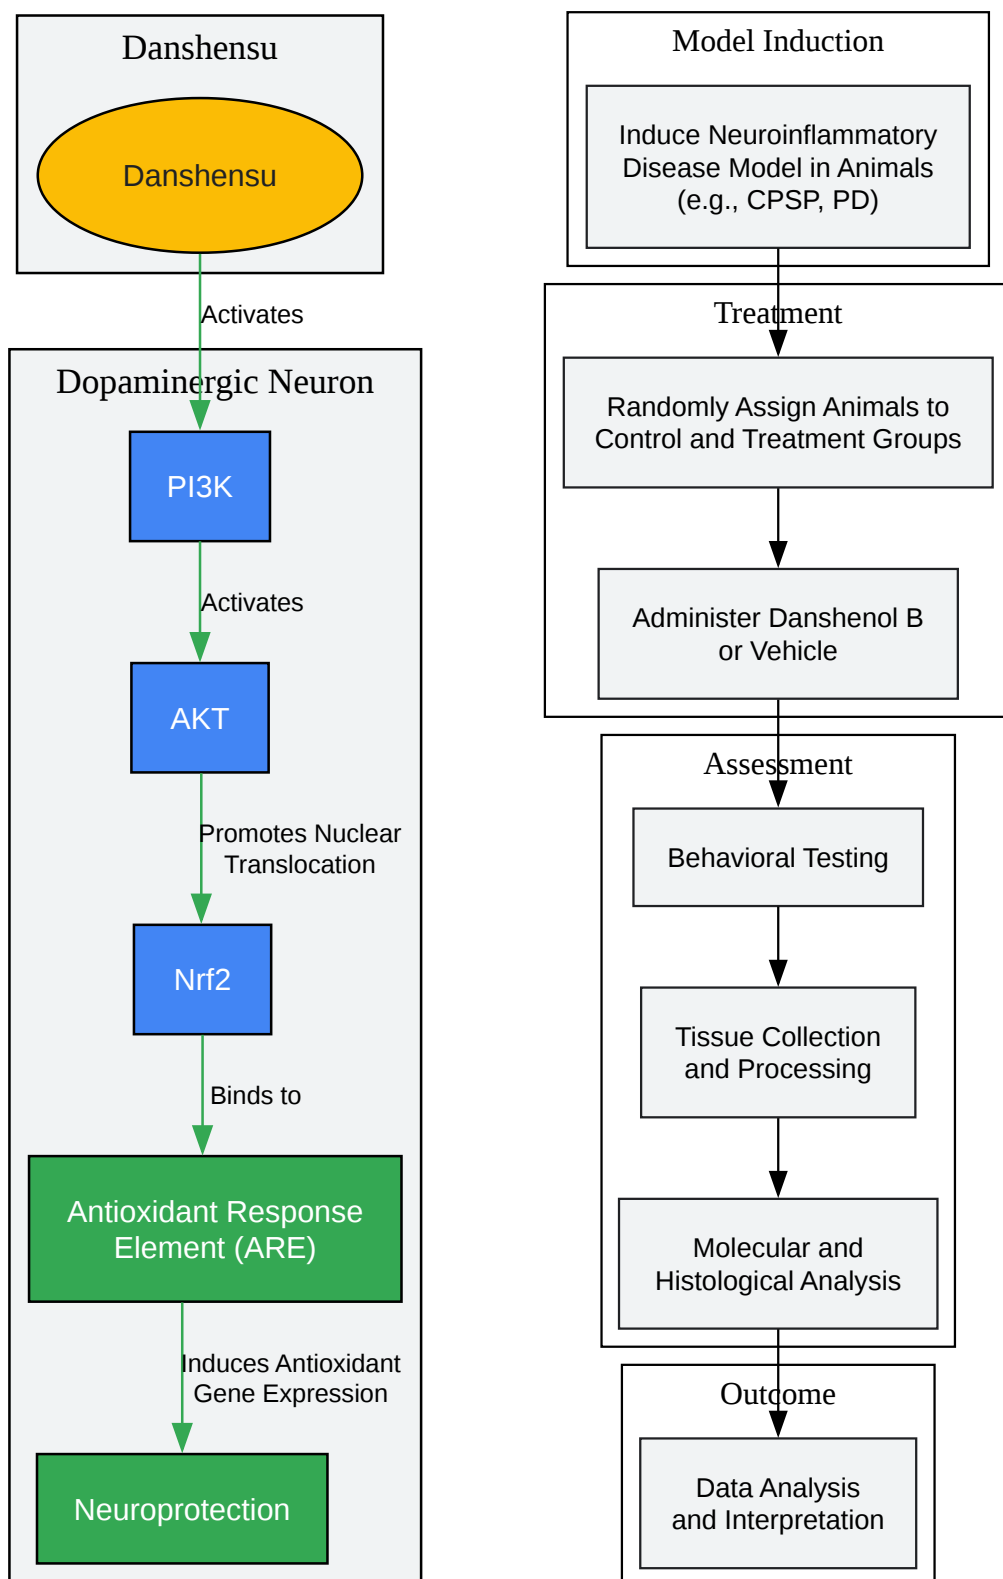 Danshensu
Danshensu
Activates
Dopaminergic Neuron
PI3K
Activates
AKT
Promotes Nuclear
Translocation
Nrf2
Binds to
Antioxidant Response
Element (ARE)
Induces Antioxidant
Gene Expression
Neuroprotection
Model Induction
Induce Neuroinflammatory
Disease Model in Animals
(e.g., CPSP, PD)
Treatment
Randomly Assign Animals to
Control and Treatment Groups
Administer Danshenol B
or Vehicle
Assessment
Behavioral Testing
Tissue Collection
and Processing
Molecular and
Histological Analysis
Outcome
Data Analysis
and Interpretation